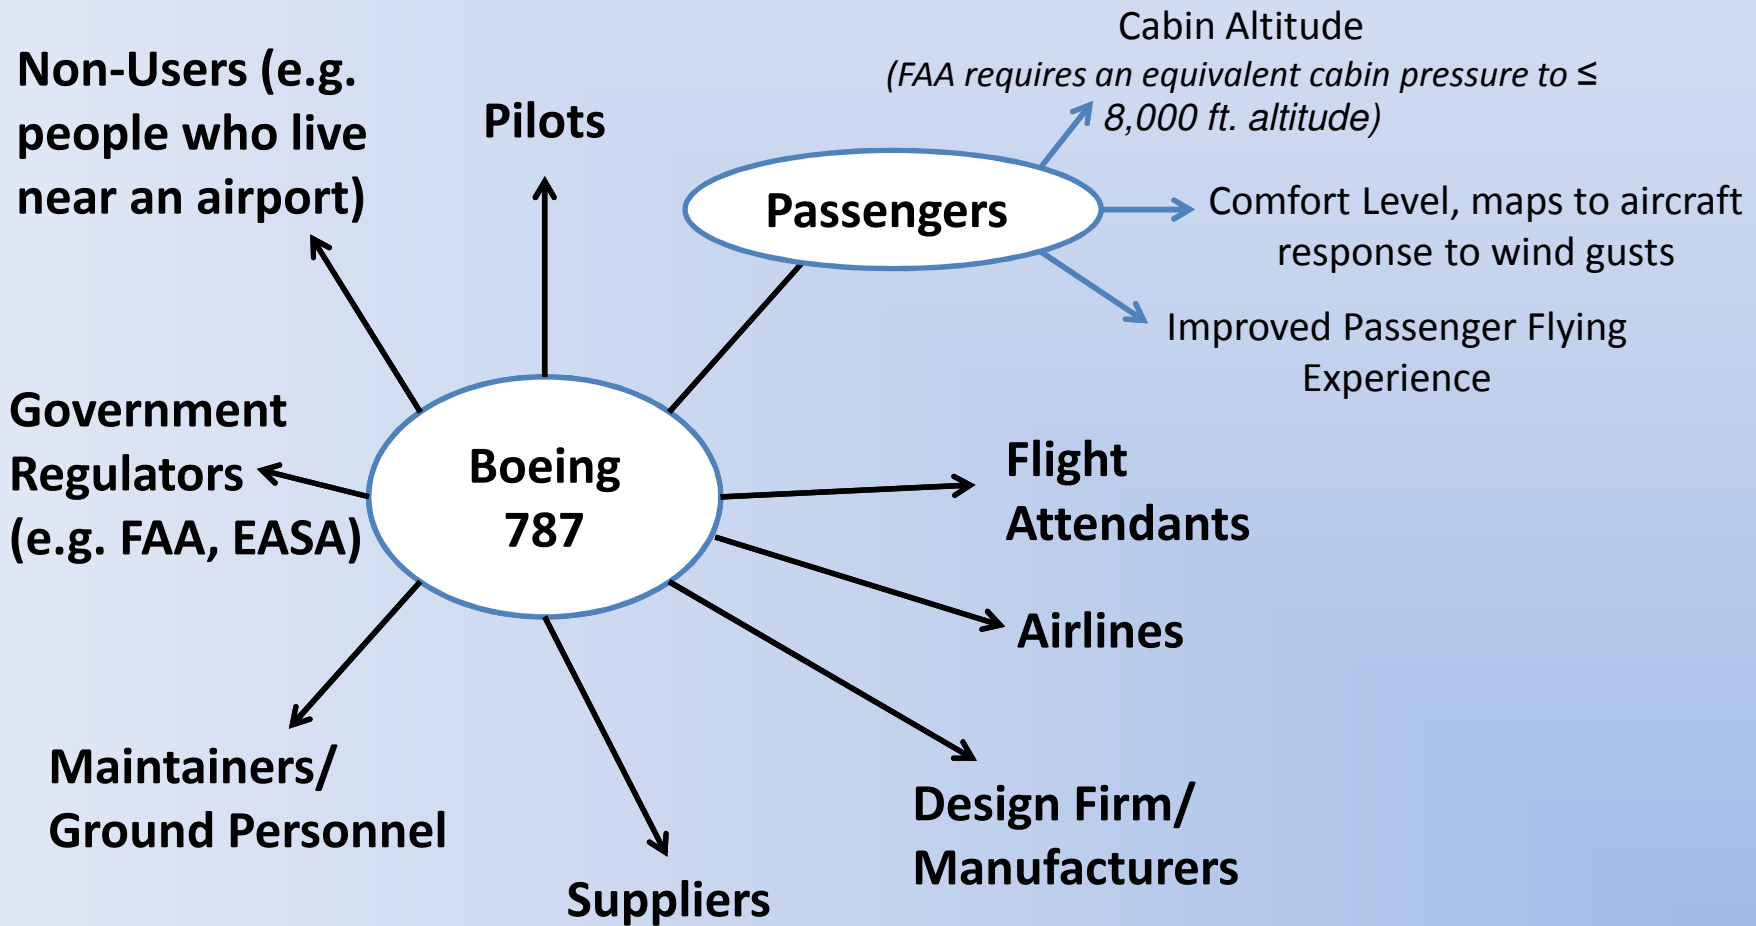 Cabin Altitude
(FAA requires an equivalent cabin pressure to ≤
8,000 ft. altitude)
Non-Users (e.g.
people who live
near an airport)
Pilots
Passengers
Comfort Level, maps to aircraft
response to wind gusts
Improved Passenger Flying
Experience
Government
Regulators
(e.g. FAA, EASA)
Boeing
787
Flight
Attendants
Airlines
Maintainers/
Ground Personnel
Design Firm/
Manufacturers
Suppliers